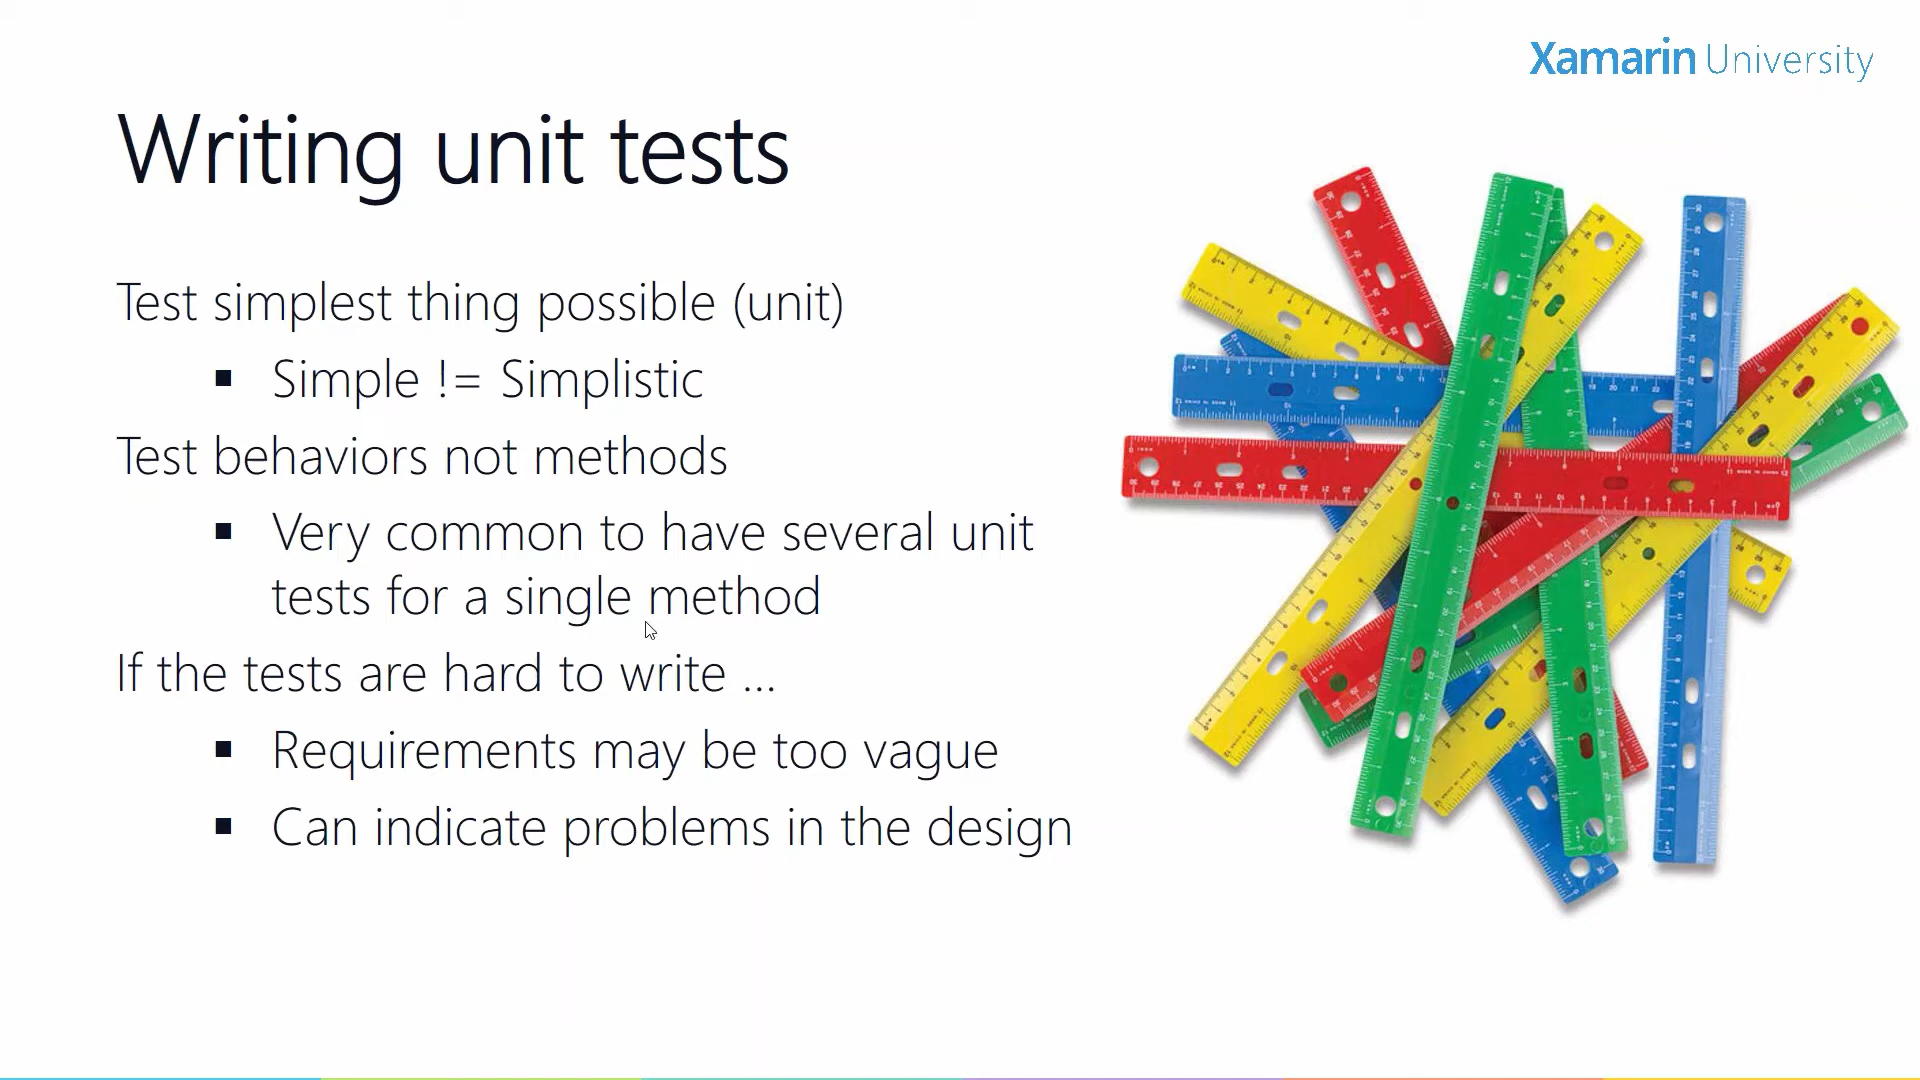 Xamarin University
Writing unit tests
Test simplest thing possible (unit)
▪ Simple != Simplistic
Test behaviors not methods
▪ Very common to have several unit
tests for a single method
If the tests are hard to write ...
▪ Requirements may be too vague
▪ Can indicate problems in the design